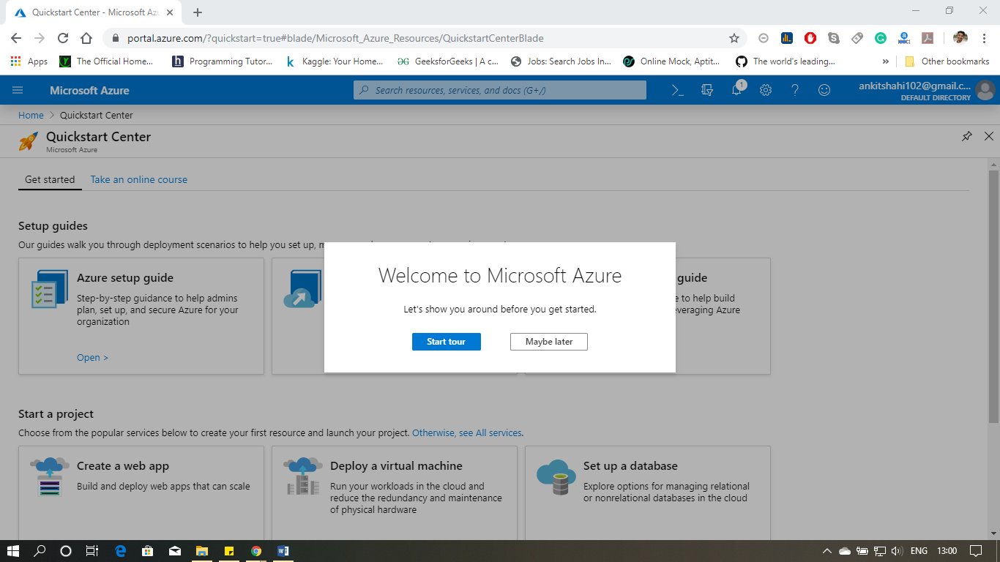 Quickstart Center - Microsoft Azu
portal.azure.com/?quickstart=true#blade/Microsoft_Azure_Resources/QuickstartCenterBlade
Apps The Official Home... Programming Tutor... Kaggle: Your Home... GeeksforGeeks | A c... Jobs: Search Jobs In... Online Mock, Aptit... The world's leading... » Other bookmarks
Microsoft Azure
Search resources, services, and docs (G+/)
1
ankitshahi102@gmail.c...
DEFAULT DIRECTORY
Home > Quickstart Center
Quickstart Center
Microsoft Azure
Get started Take an online course
Setup guides
Our guides walk you through deployment scenarios to help you set up,
Azure setup guide
Step-by-step guidance to help admins
plan, set up, and secure Azure for your
organization
Open >
guide
e to help build
everaging Azure
Welcome to Microsoft Azure
Let's show you around before you get started.
Start tour Maybe later
Start a project
Choose from the popular services below to create your first resource and launch your project. Otherwise, see All services.
Create a web app
Build and deploy web apps that can scale
Deploy a virtual machine
Run your workloads in the cloud and
reduce the redundancy and maintenance
of physical hardware
Set up a database
Explore options for managing relational
or nonrelational databases in the cloud
ENG 13:00